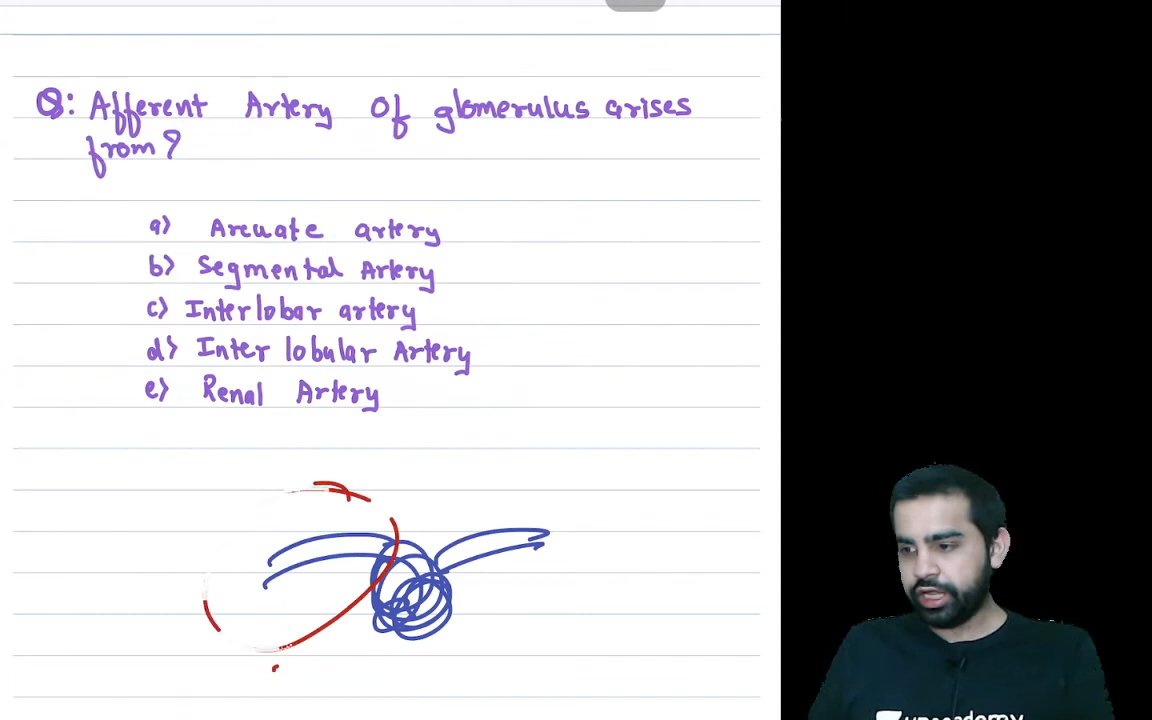 Q: Afferent Artery Of glomerulus arises
from?
a) Arcuate artery
b) Segmental Artery
c) Interlobar artery
d) Inter lobular Artery
e) Renal Artery